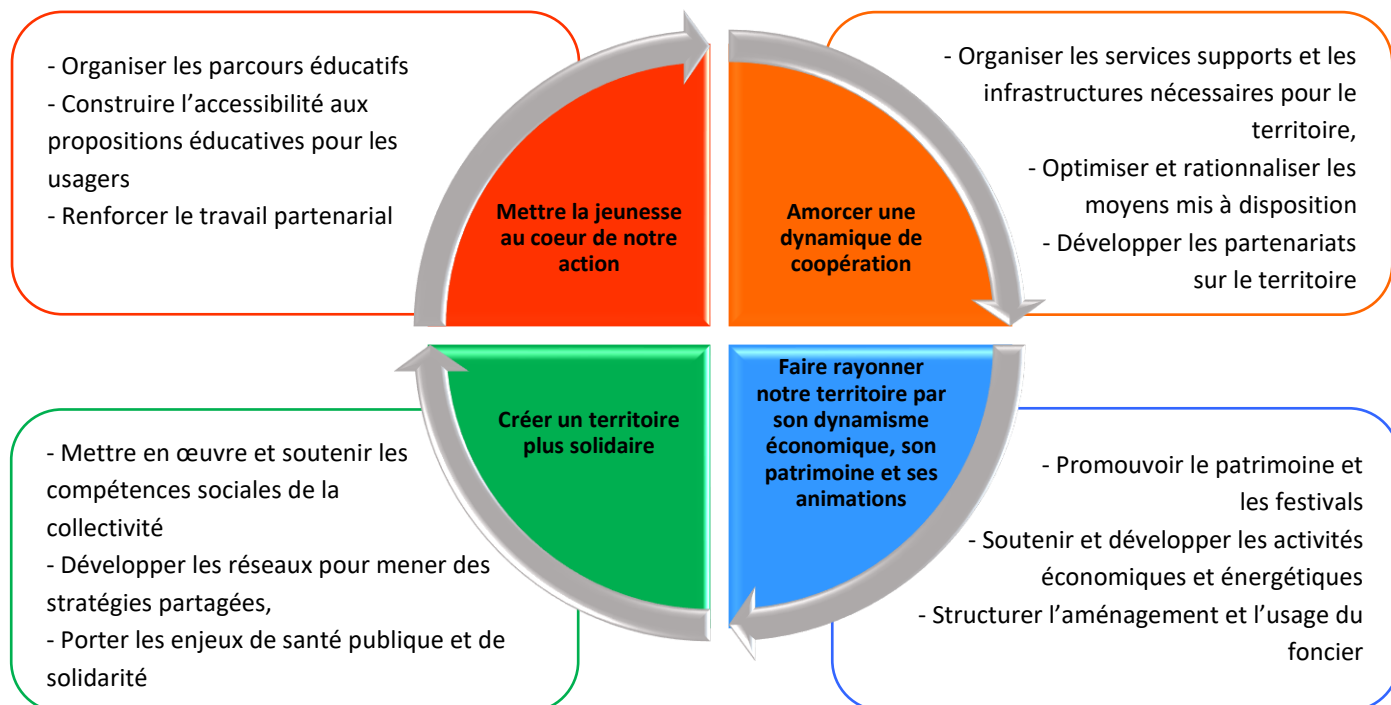 - Organiser les parcours éducatifs
- Construire l’accessibilité aux
propositions éducatives pour les
usagers
- Renforcer le travail partenarial
Mettre la jeunesse
au coeur de notre
action
Amorcer une
dynamique de
coopération
- Organiser les services supports et les
infrastructures nécessaires pour le
territoire,
- Optimiser et rationnaliser les
moyens mis à disposition
- Développer les partenariats
sur le territoire
- Mettre en œuvre et soutenir les
compétences sociales de la
collectivité
- Développer les réseaux pour mener des
stratégies partagées,
- Porter les enjeux de santé publique et de
solidarité
Créer un territoire
plus solidaire
Faire rayonner
notre territoire par
son dynamisme
économique, son
patrimoine et ses
animations
- Promouvoir le patrimoine et
les festivals
- Soutenir et développer les activités
économiques et énergétiques
- Structurer l’aménagement et l’usage du
foncier